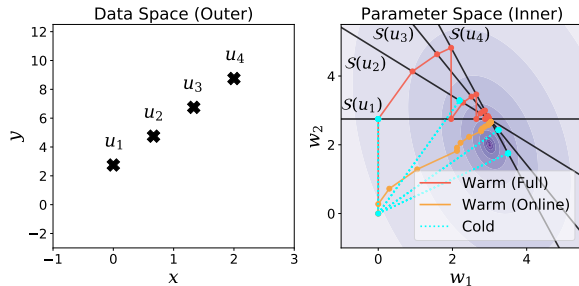 Data Space (Outer)
12
10
8
6
4
2
0
−2
−1
0
1
2
3
x
y
u1
u2
u3
u4
Parameter Space (Inner)
4
2
0
0
2
4
w1
w2
S(u1)
S(u2)
S(u3)
S(u4)
Warm (Full)
Warm (Online)
Cold